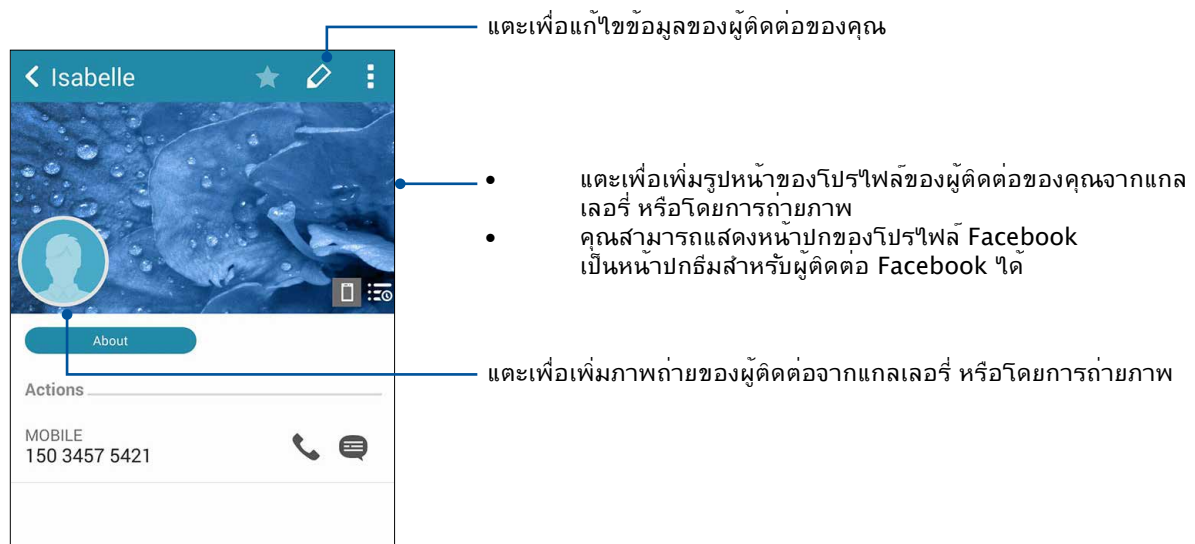 แตะเพื่อแก้ไขข้อมูลของผู้ติดต่อของคุณ
Isabelle
• แตะเพื่อเพิ่มรูปหน้าของโปรไฟล์ของผู้ติดต่อของคุณจากแกล
เลอรี่ หรือโดยการถ่ายภาพ
• คุณสามารถแสดงหน้าปกของโปรไฟล์ Facebook
เป็นหน้าปกธีมสำหรับผู้ติดต่อ Facebook ได้
About
แตะเพื่อเพิ่มภาพถ่ายของผู้ติดต่อจากแกลเลอรี่ หรือโดยการถ่ายภาพ
Actions
MOBILE
150 3457 5421